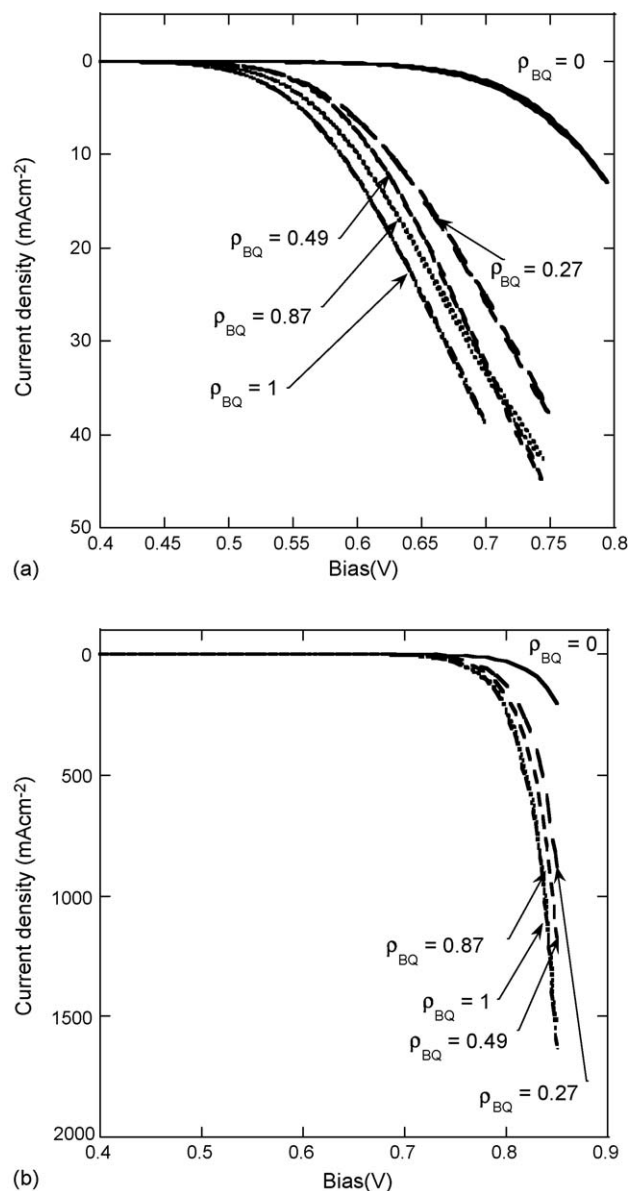 0
10
20
30
40
50
Current density (mAcm⁻²)
ρBQ = 0
ρBQ = 0.49
ρBQ = 0.27
ρBQ = 0.87
ρBQ = 1
0.4 0.45 0.5 0.55 0.6 0.65 0.7 0.75 0.8
(a)
Bias(V)
0
500
1000
1500
2000
Current density (mAcm⁻²)
ρBQ = 0
ρBQ = 0.87
ρBQ = 1
ρBQ = 0.49
ρBQ = 0.27
0.4 0.5 0.6 0.7 0.8 0.9
(b)
Bias(V)